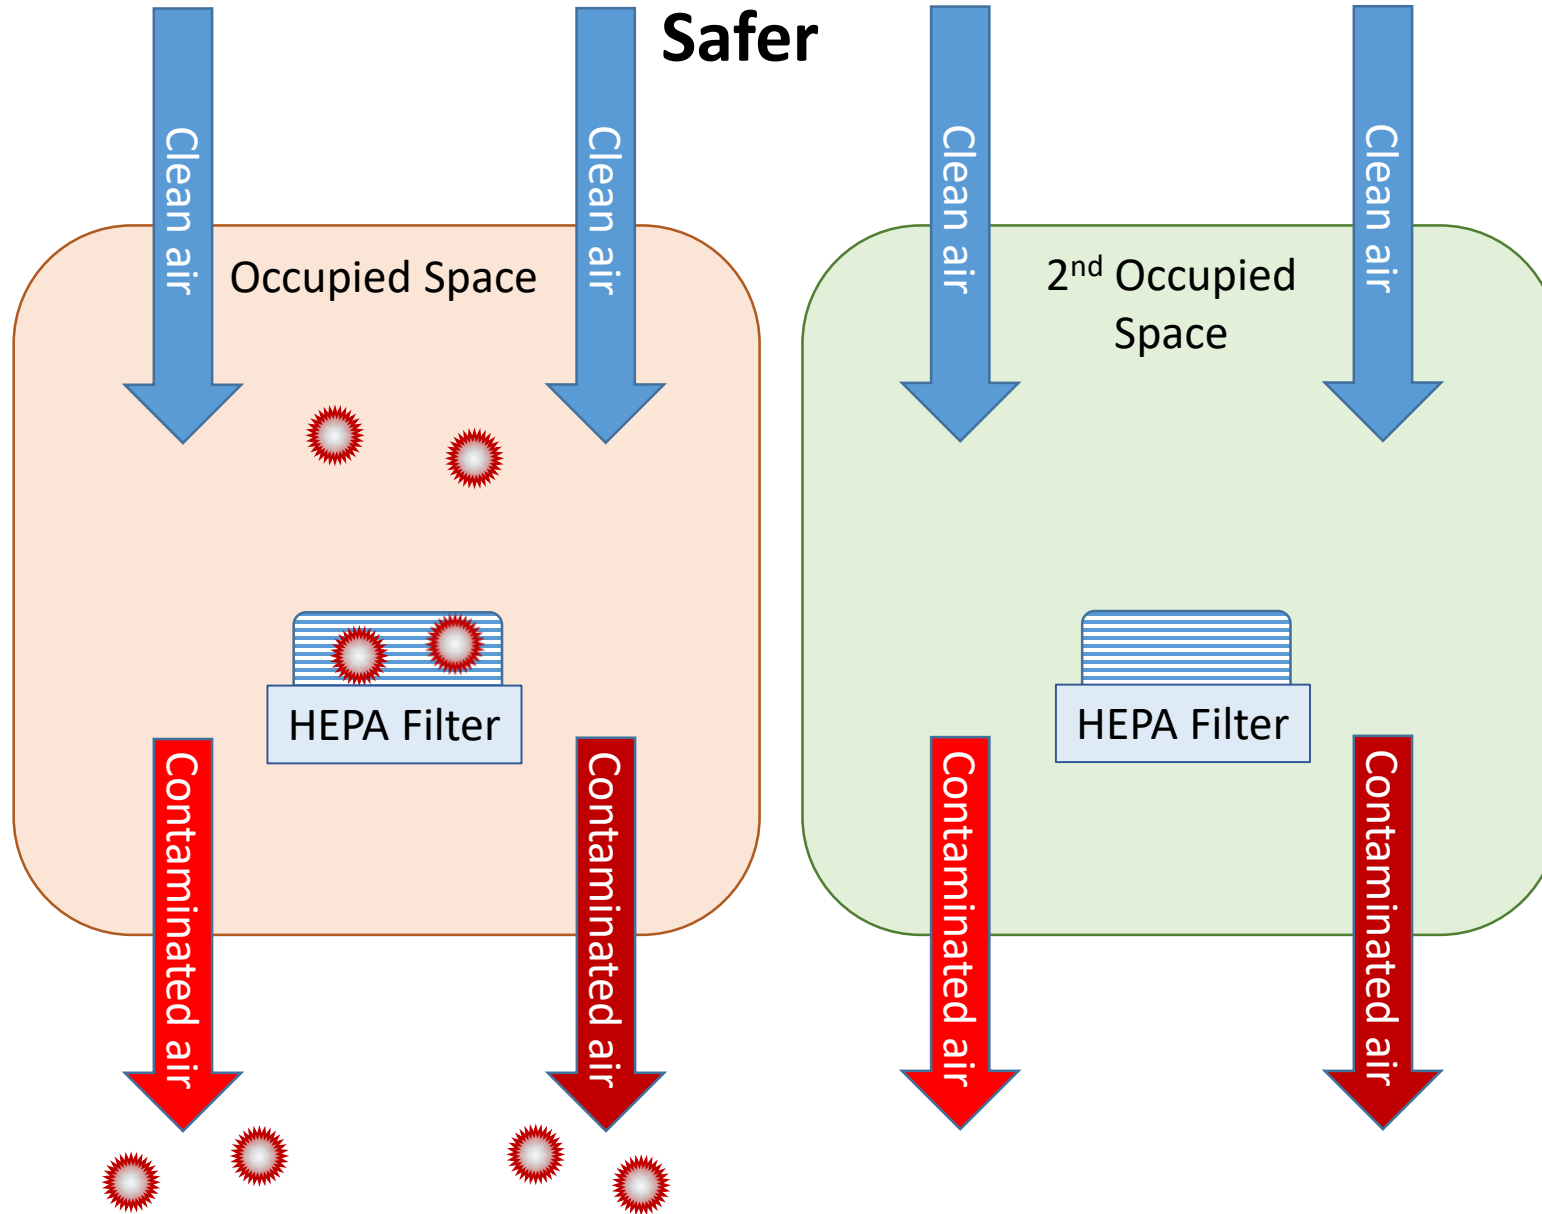 Safer
Clean air
Clean air
Clean air
Clean air
Occupied Space
2nd Occupied
Space
HEPA Filter
HEPA Filter
Contaminated air
Contaminated air
Contaminated air
Contaminated air